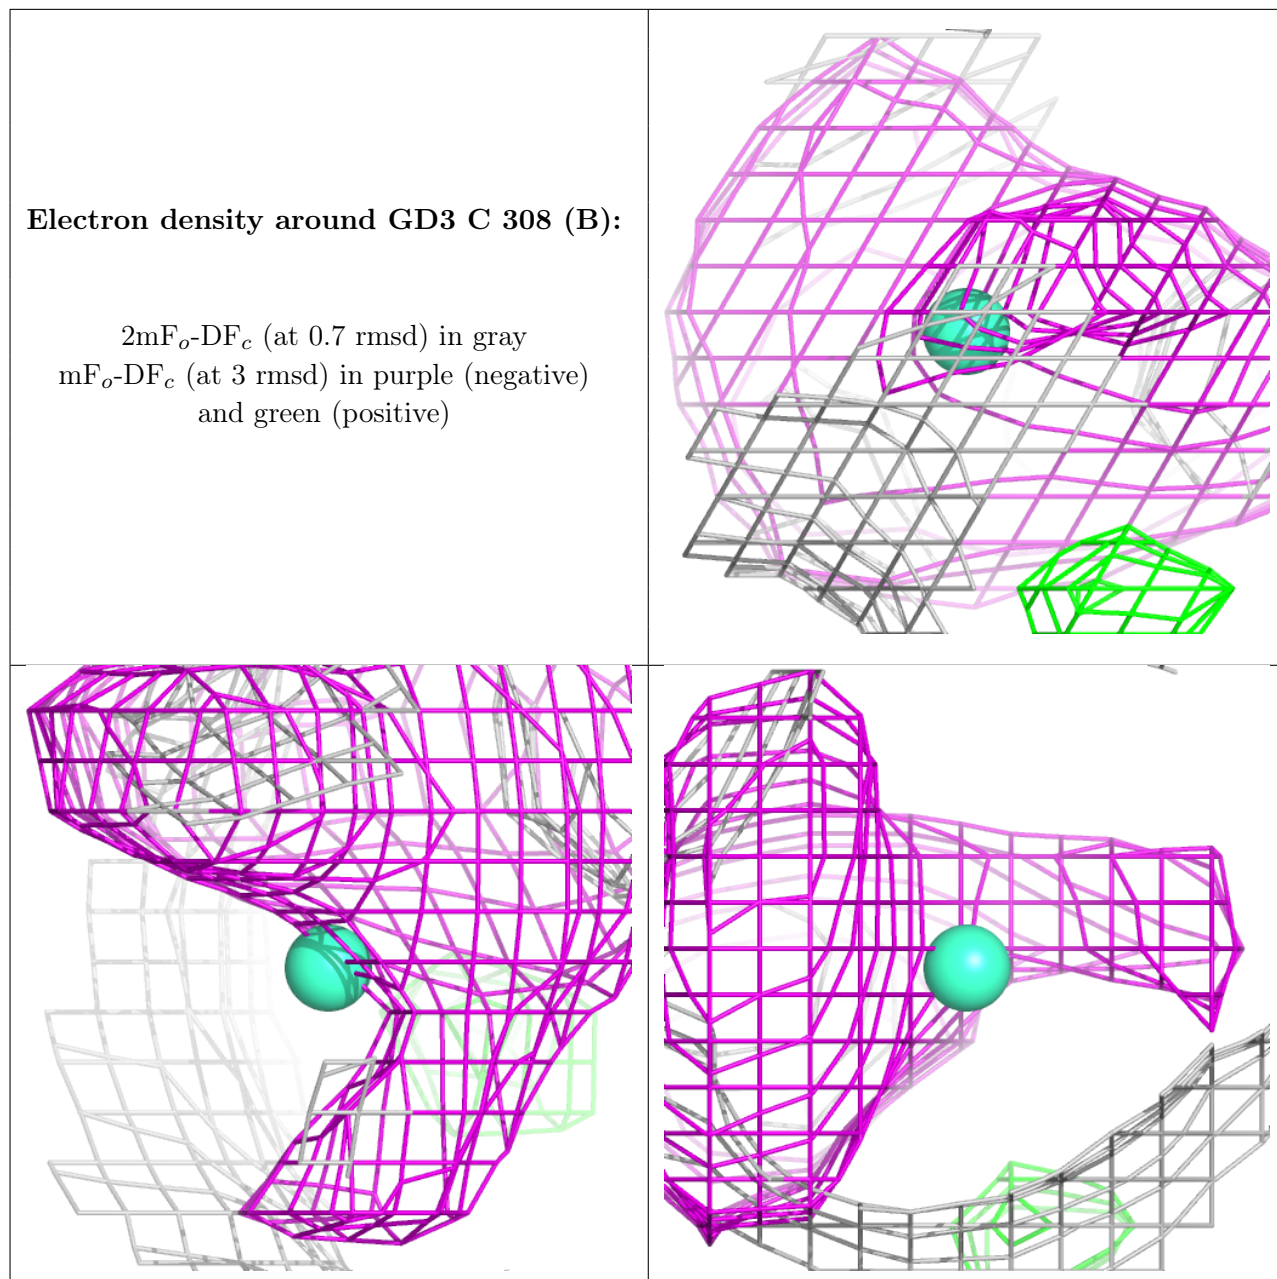 Electron density around GD3 C 308 (B):
2mFo-DFc (at 0.7 rmsd) in gray
mFo-DFc (at 3 rmsd) in purple (negative)
and green (positive)